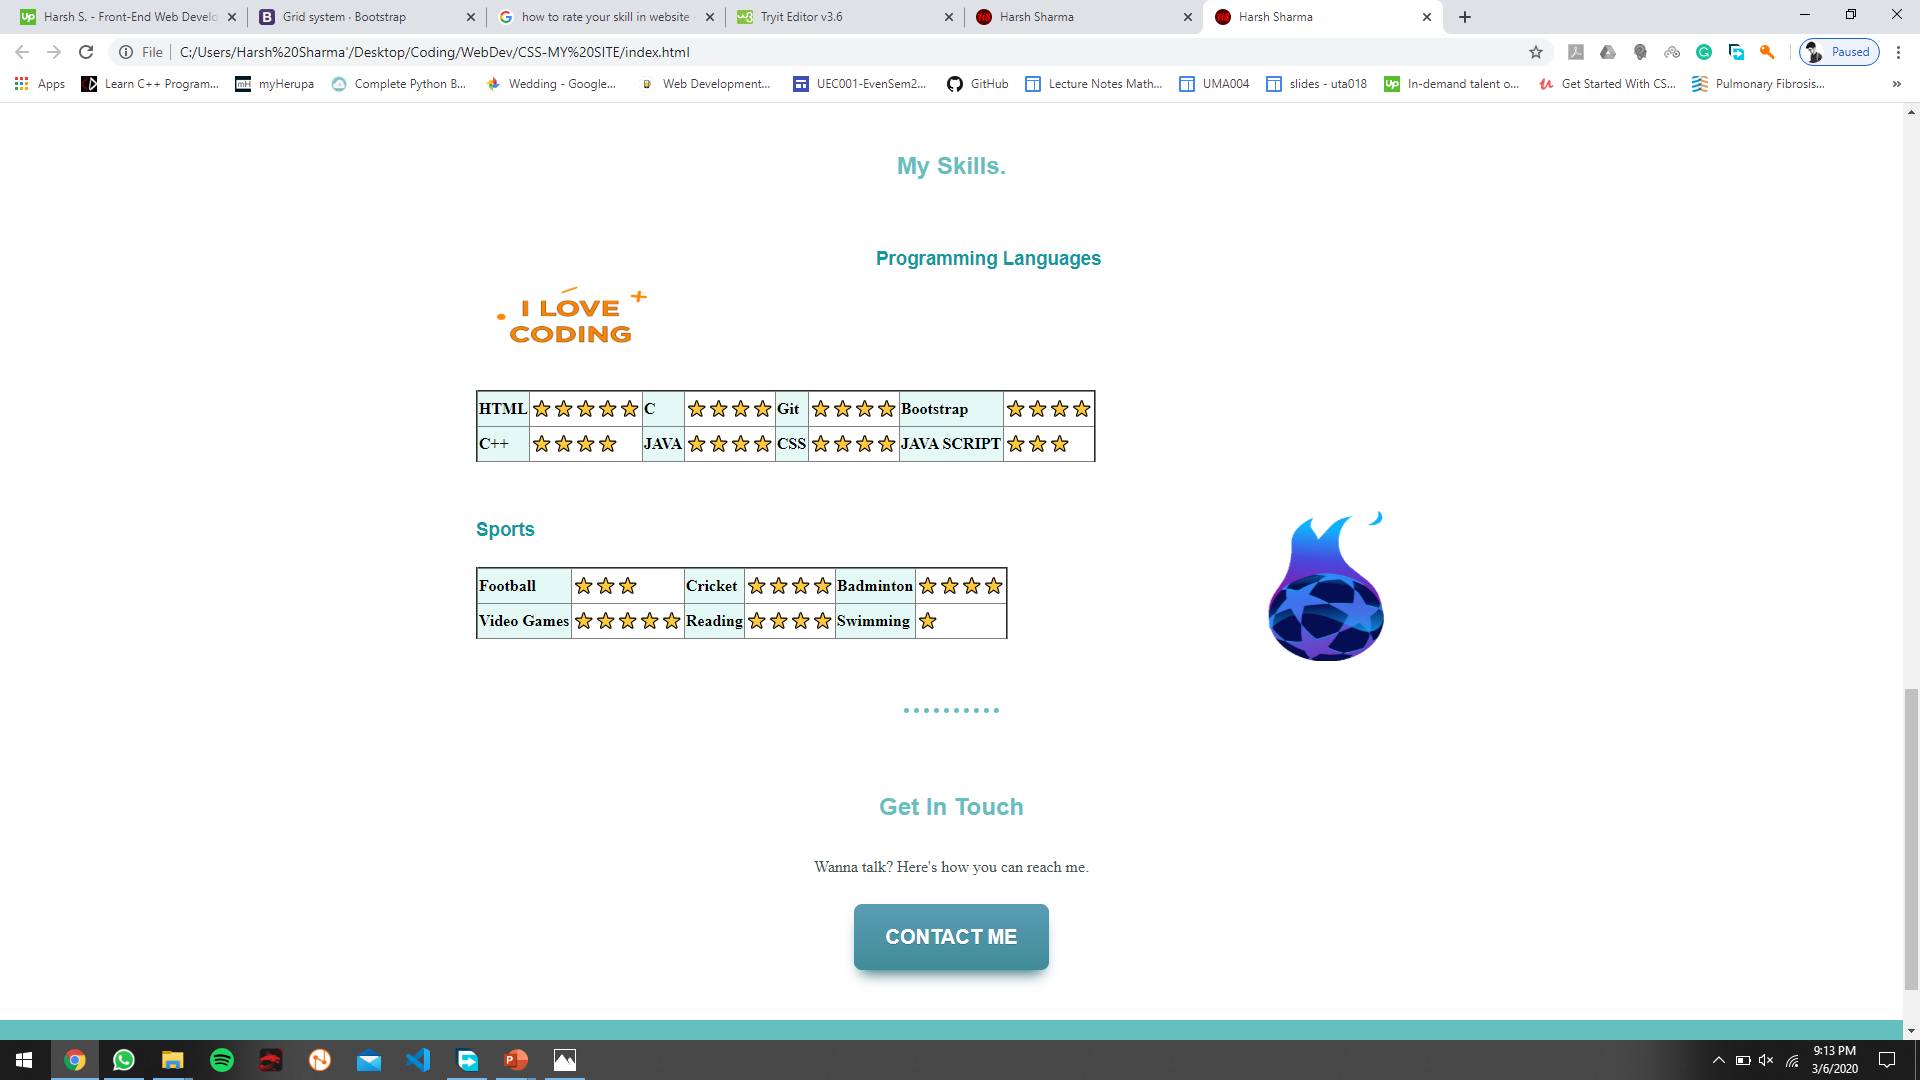 Harsh S. - Front-End Web Develo
Grid system · Bootstrap
how to rate your skill in website
Tryit Editor v3.6
Harsh Sharma
Harsh Sharma
File
C:/Users/Harsh%20Sharma'/Desktop/Coding/WebDev/CSS-MY%20SITE/index.html
Paused
Apps
Learn C++ Program...
myHerupa
Complete Python B...
Wedding - Google...
Web Development...
UEC001-EvenSem2...
GitHub
Lecture Notes Math...
UMA004
slides - uta018
In-demand talent o...
Get Started With CS...
Pulmonary Fibrosis...
My Skills.
Programming Languages
I LOVE
CODING
HTML C Git Bootstrap
C++ JAVA CSS JAVA SCRIPT
Sports
Football Cricket Badminton
Video Games Reading Swimming
Get In Touch
Wanna talk? Here's how you can reach me.
CONTACT ME
9:13 PM
3/6/2020